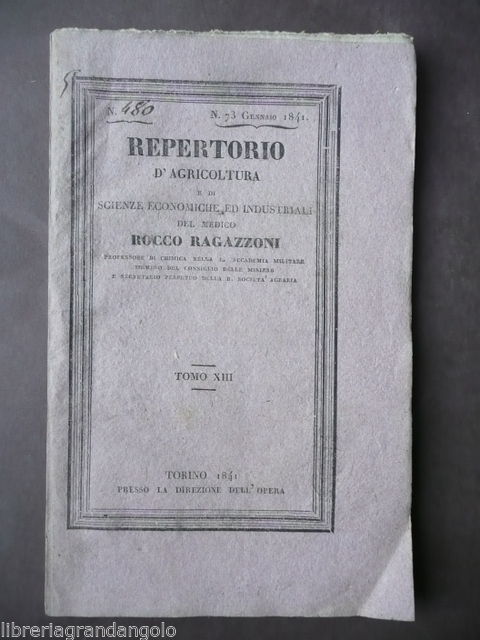 N. 480
N. 73 Gennaio 1841.
REPERTORIO
D'AGRICOLTURA
E DI
SCIENZE ECONOMICHE ED INDUSTRIALI
DEL MEDICO
ROCCO RAGAZZONI
PROFESSORE DI CHIMICA NELLA R. ACCADEMIA MILITARE
MEMBRO DEL CONSIGLIO DELLE MINIERE
E SEGRETARIO PERPETUO DELLA R. SOCIETÀ AGRARIA
TOMO XIII
TORINO 1841
PRESSO LA DIREZIONE DELL'OPERA
libreriagrandangolo